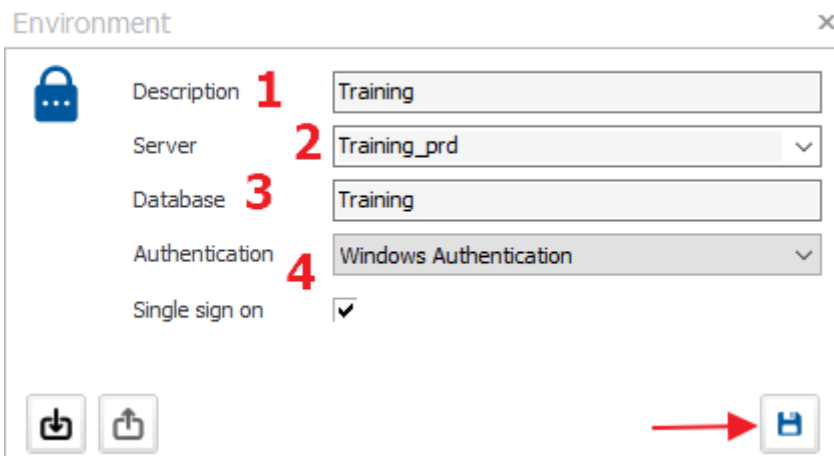 Environment
Description 1 Training
Server 2 Training_prd
Database 3 Training
Authentication 4 Windows Authentication
Single sign on